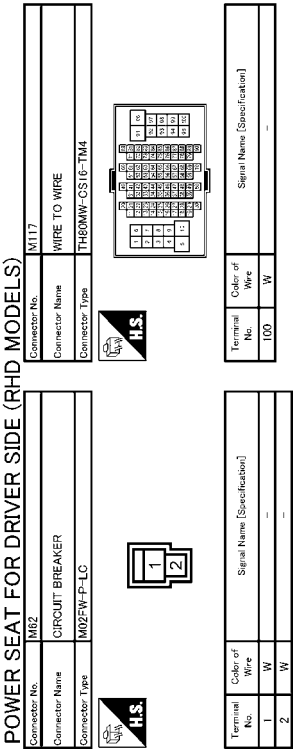 POWER SEAT FOR DRIVER SIDE (RHD MODELS)
Connector No. M62
Connector Name CIRCUIT BREAKER
Connector Type M02FW-P-LC
H.S.
1
2
Terminal No. Color of Wire Signal Name [Specification]
1 W -
2 W -
Connector No. M117
Connector Name WIRE TO WIRE
Connector Type TH80MW-CS16-TM4
H.S.
Terminal No. Color of Wire Signal Name [Specification]
100 W -